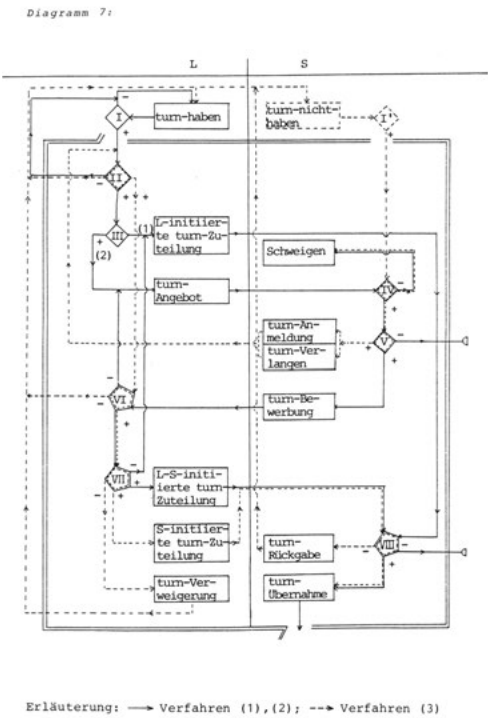 Diagramm 7:
L S
I turn-haben
turn-nicht-
haben
I'
II
III (1) L-initiier-
te turn-Zu-
teilung
(2)
Schweigen
turn-
Angebot
IV
turn-An-
meldung
turn-Ver-
langen
V
VI
turn-Be-
werbung
VII L-S-initi-
ierte turn-
Zuteilung
S-initiier-
te turn-Zu-
teilung
turn-
Rückgabe
VIII
turn-Ver-
weigerung
turn-
Übernahme
Erläuterung: ⟶ Verfahren (1),(2); --→ Verfahren (3)